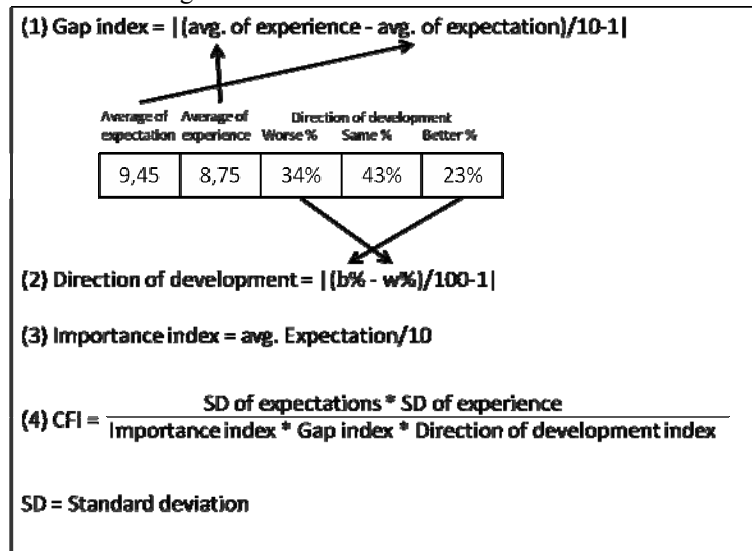 (1) Gap index = |(avg. of experience - avg. of expectation)/10-1|
Average of Average of Direction of development
expectation experience Worse % Same % Better %
9,45 8,75 34% 43% 23%
(2) Direction of development = |(b% - w%)/100-1|
(3) Importance index = avg. Expectation/10
SD of expectations * SD of experience
(4) CFI =
Importance index * Gap index * Direction of development index
SD = Standard deviation